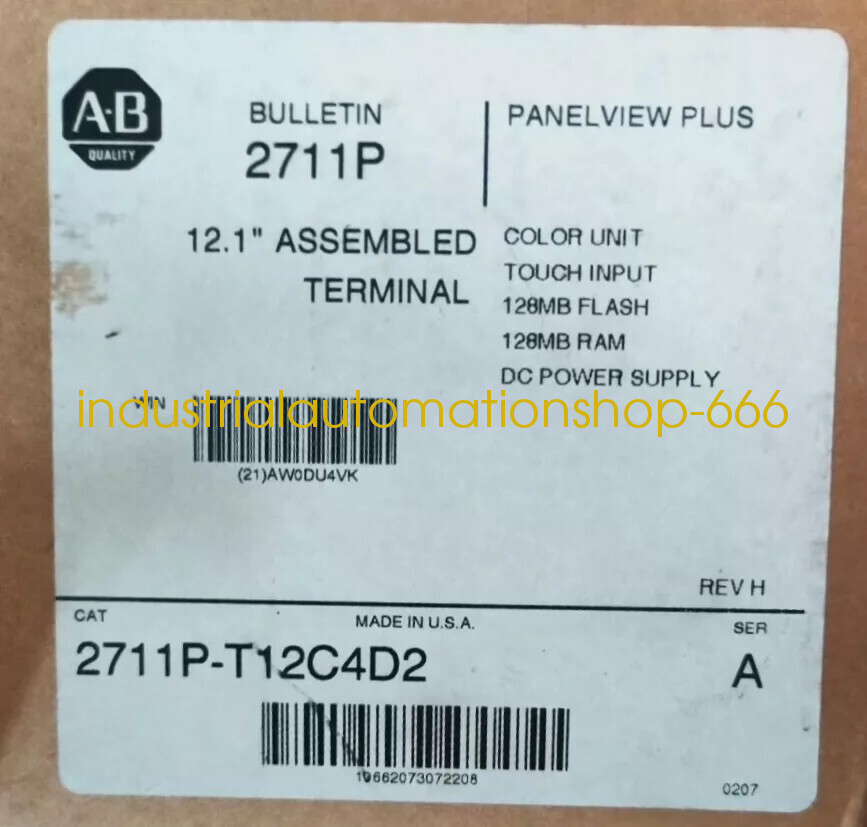 A·B
QUALITY
BULLETIN
2711P
PANELVIEW PLUS
12.1" ASSEMBLED
TERMINAL
COLOR UNIT
TOUCH INPUT
128MB FLASH
128MB RAM
DC POWER SUPPLY
industrialautomationshop-666
(21)AW0DU4VK
REV H
CAT
MADE IN U.S.A.
SER
2711P-T12C4D2
A
10662073072208
0207